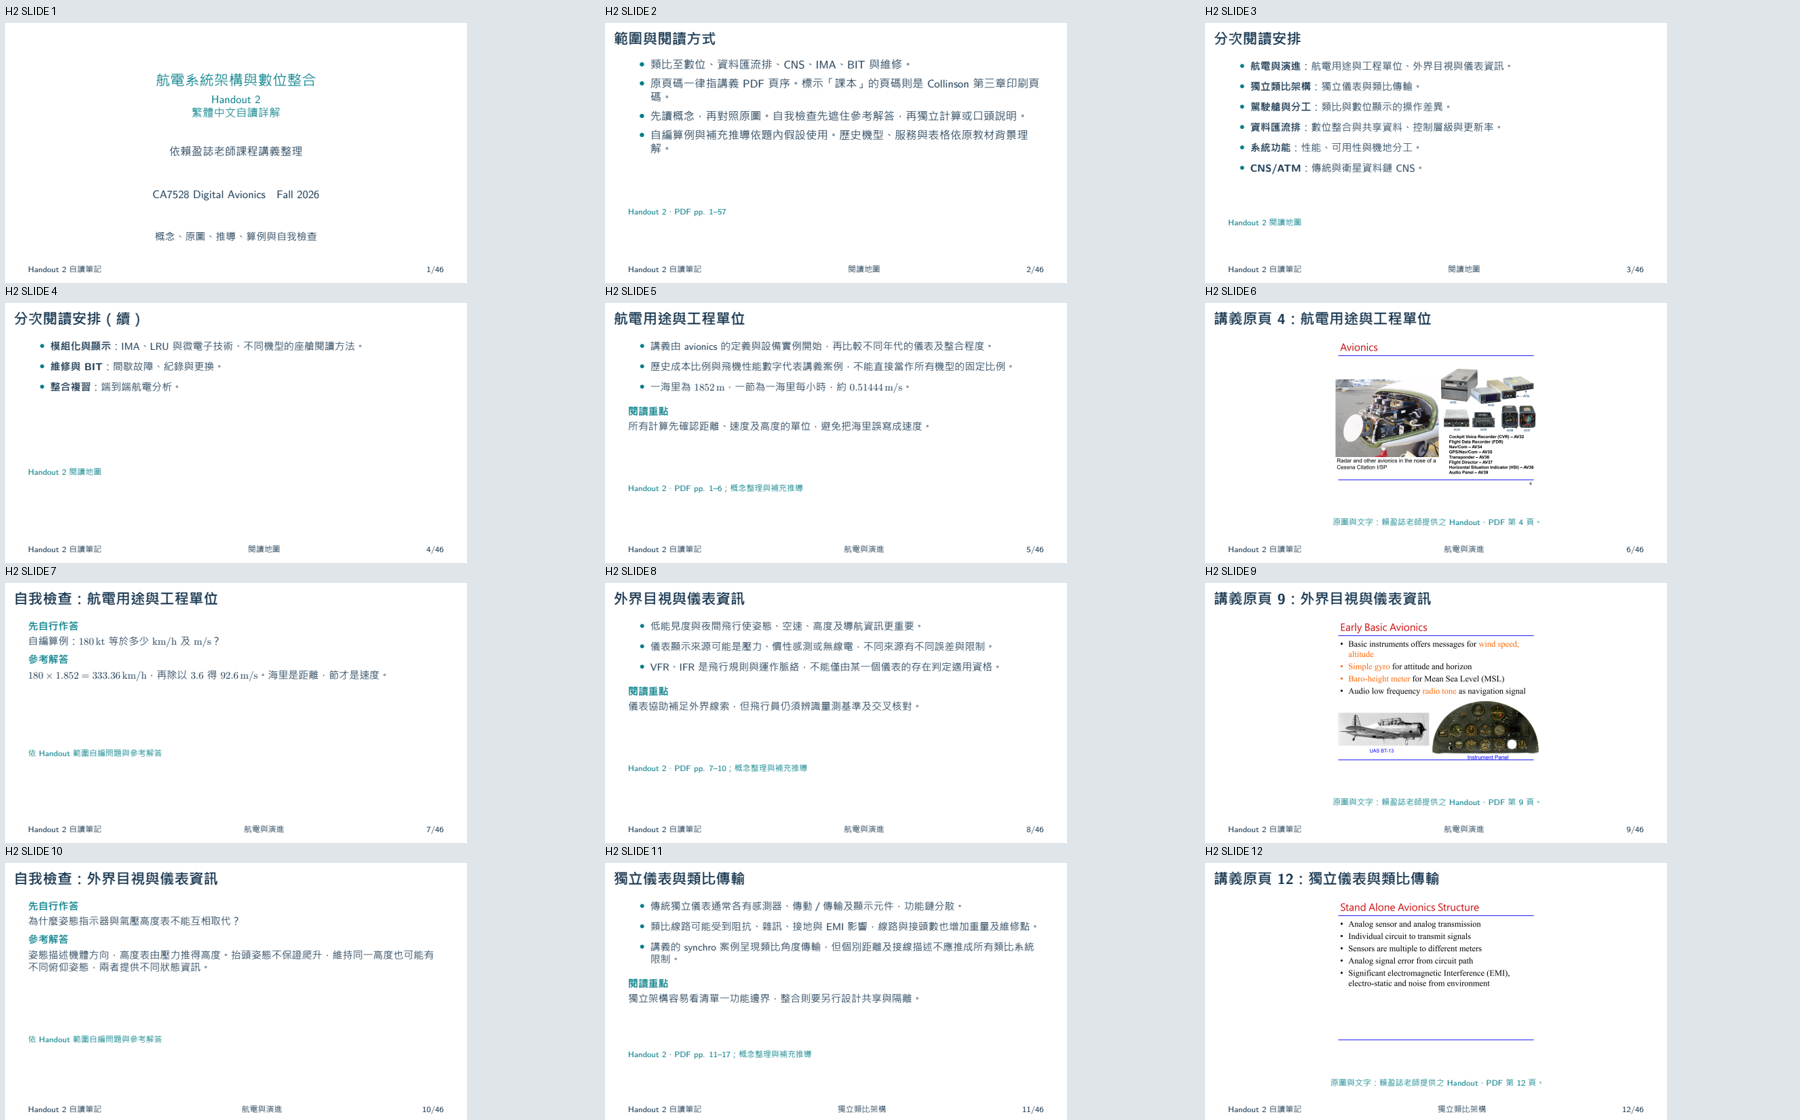 H2 SLIDE 1
航電系統架構與數位整合
Handout 2
繁體中文自讀詳解
依賴盈誌老師課程講義整理
CA7528 Digital Avionics Fall 2026
概念、原圖、推導、算例與自我檢查
Handout 2 自讀筆記 1/46
H2 SLIDE 2
範圍與閱讀方式
• 類比至數位、資料匯流排、CNS、IMA、BIT 與維修。
• 原頁碼一律指講義 PDF 頁序。標示「課本」的頁碼則是 Collinson 第三章印刷頁
碼。
• 先讀概念，再對照原圖。自我檢查先遮住參考解答，再獨立計算或口頭說明。
• 自編算例與補充推導依題內假設使用。歷史機型、服務與表格依原教材背景理
解。
Handout 2 · PDF pp. 1–57
Handout 2 自讀筆記 閱讀地圖 2/46
H2 SLIDE 3
分次閱讀安排
• 航電與演進：航電用途與工程單位、外界目視與儀表資訊。
• 獨立類比架構：獨立儀表與類比傳輸。
• 駕駛艙與分工：類比與數位顯示的操作差異。
• 資料匯流排：數位整合與共享資料、控制層級與更新率。
• 系統功能：性能、可用性與機地分工。
• CNS/ATM：傳統與衛星資料鏈 CNS。
Handout 2 閱讀地圖
Handout 2 自讀筆記 閱讀地圖 3/46
H2 SLIDE 4
分次閱讀安排（續）
• 模組化與顯示：IMA、LRU 與微電子技術、不同機型的座艙閱讀方法。
• 維修與 BIT：間歇故障、紀錄與更換。
• 整合複習：端到端航電分析。
Handout 2 閱讀地圖
Handout 2 自讀筆記 閱讀地圖 4/46
H2 SLIDE 5
航電用途與工程單位
• 講義由 avionics 的定義與設備實例開始，再比較不同年代的儀表及整合程度。
• 歷史成本比例與飛機性能數字代表講義案例，不能直接當作所有機型的固定比例。
• 一海里為 1852 m，一節為一海里每小時，約 0.51444 m/s。
閱讀重點
所有計算先確認距離、速度及高度的單位，避免把海里誤寫成速度。
Handout 2 · PDF pp. 1–6；概念整理與補充推導
Handout 2 自讀筆記 航電與演進 5/46
H2 SLIDE 6
講義原頁 4：航電用途與工程單位
Avionics
Radar and other avionics in the nose of a
Cessna Citation I/SP
Cockpit Voice Recorder (CVR) – AV32
Flight Data Recorder (FDR)
Nav/Com – AV34
GPS/Nav/Com – AV35
Transponder – AV36
Flight Director – AV37
Horizontal Situation Indicator (HSI) – AV38
Audio Panel – AV39
原圖與文字：賴盈誌老師提供之 Handout · PDF 第 4 頁。
Handout 2 自讀筆記 航電與演進 6/46
H2 SLIDE 7
自我檢查：航電用途與工程單位
先自行作答
自編算例：180 kt 等於多少 km/h 及 m/s？
參考解答
180 × 1.852 = 333.36 km/h，再除以 3.6 得 92.6 m/s。海里是距離，節才是速度。
依 Handout 範圍自編問題與參考解答
Handout 2 自讀筆記 航電與演進 7/46
H2 SLIDE 8
外界目視與儀表資訊
• 低能見度與夜間飛行使姿態、空速、高度及導航資訊更重要。
• 儀表顯示來源可能是壓力、慣性感測或無線電，不同來源有不同誤差與限制。
• VFR、IFR 是飛行規則與運作脈絡，不能僅由某一個儀表的存在判定適用資格。
閱讀重點
儀表協助補足外界線索，但飛行員仍須辨識量測基準及交叉核對。
Handout 2 · PDF pp. 7–10；概念整理與補充推導
Handout 2 自讀筆記 航電與演進 8/46
H2 SLIDE 9
講義原頁 9：外界目視與儀表資訊
Early Basic Avionics
• Basic instruments offers messages for wind speed,
altitude
• Simple gyro for attitude and horizon
• Baro-height meter for Mean Sea Level (MSL)
• Audio low frequency radio tone as navigation signal
UAS BT-13
Instrument Panel
原圖與文字：賴盈誌老師提供之 Handout · PDF 第 9 頁。
Handout 2 自讀筆記 航電與演進 9/46
H2 SLIDE 10
自我檢查：外界目視與儀表資訊
先自行作答
為什麼姿態指示器與氣壓高度表不能互相取代？
參考解答
姿態描述機體方向，高度表由壓力推得高度。抬頭姿態不保證爬升，維持同一高度也可能有
不同俯仰姿態，兩者提供不同狀態資訊。
依 Handout 範圍自編問題與參考解答
Handout 2 自讀筆記 航電與演進 10/46
H2 SLIDE 11
獨立儀表與類比傳輸
• 傳統獨立儀表通常各有感測器、傳動 / 傳輸及顯示元件，功能鏈分散。
• 類比線路可能受到阻抗、雜訊、接地與 EMI 影響，線路與接頭數也增加重量及維修點。
• 講義的 synchro 案例呈現類比角度傳輸，但個別距離及接線描述不應推成所有類比系統
限制。
閱讀重點
獨立架構容易看清單一功能邊界，整合則要另行設計共享與隔離。
Handout 2 · PDF pp. 11–17；概念整理與補充推導
Handout 2 自讀筆記 獨立類比架構 11/46
H2 SLIDE 12
講義原頁 12：獨立儀表與類比傳輸
Stand Alone Avionics Structure
• Analog sensor and analog transmission
• Individual circuit to transmit signals
• Sensors are multiple to different meters
• Analog signal error from circuit path
• Significant electromagnetic Interference (EMI),
electro-static and noise from environment
原圖與文字：賴盈誌老師提供之 Handout · PDF 第 12 頁。
Handout 2 自讀筆記 獨立類比架構 12/46